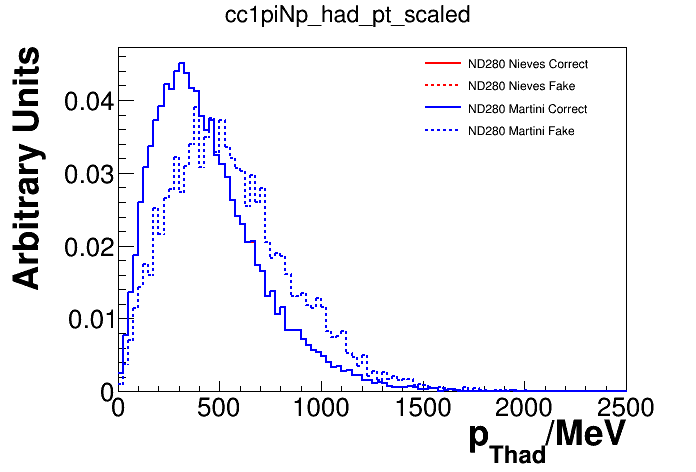 cc1piNp_had_pt_scaled
Arbitrary Units
0.04
0.03
0.02
0.01
0
ND280 Nieves Correct
ND280 Nieves Fake
ND280 Martini Correct
ND280 Martini Fake
0 500 1000 1500 2000 2500
pThad/MeV